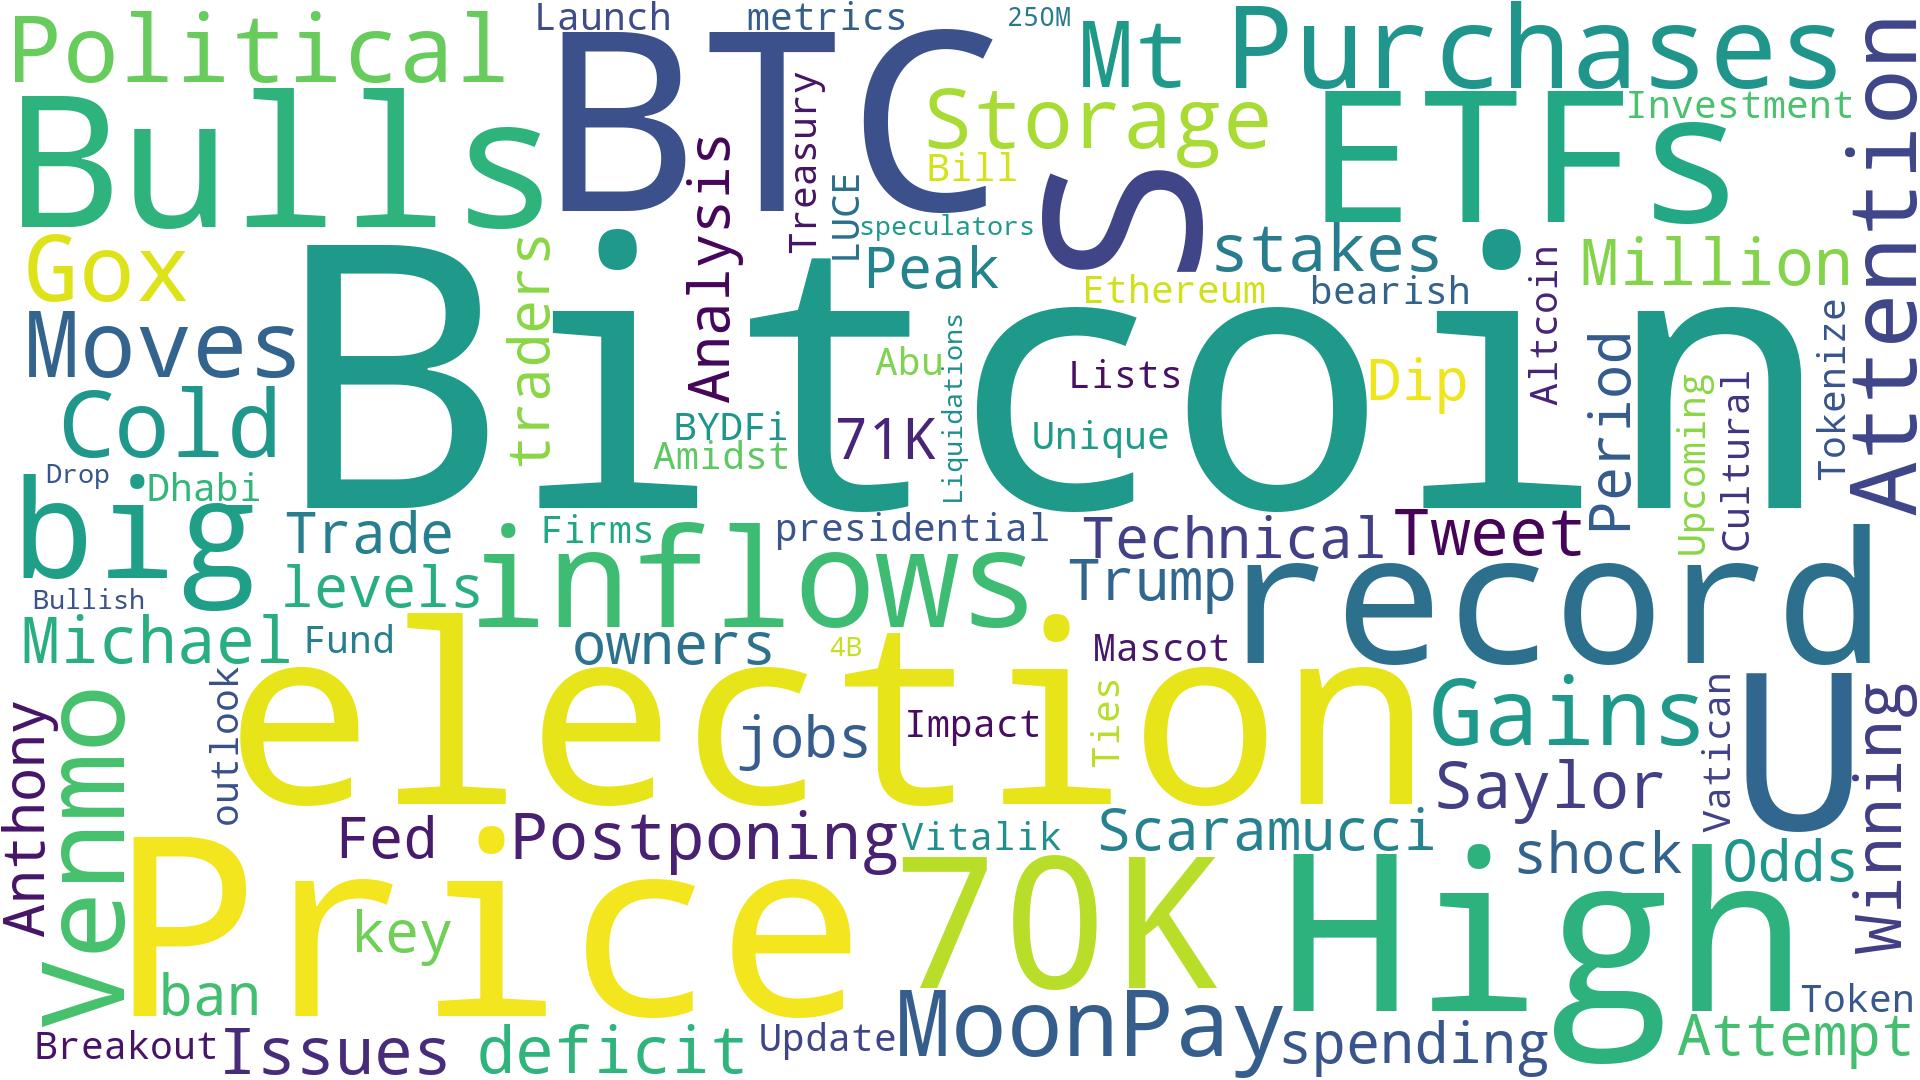 Political
Launch
metrics
250M
Mt
Purchases
Attention
Bulls
BTC
Treasury
Storage
ETFs
Investment
Bill
Analysis
LUCE
S
speculators
Gox
traders
Peak
stakes
Million
Ethereum
bearish
Altcoin
Moves
Bitcoin
Abu
Liquidations
Lists
Dip
Period
Tokenize
Cold
BYDFi
71K
Unique
Upcoming
Cultural
Amidst
Drop
Dhabi
big
Trade
Firms
inflows
presidential
Technical
Tweet
levels
Trump
record
Bullish
Michael
Fund
owners
4B
Mascot
outlook
election
Ties
Gains
Vatican
U
Winning
Anthony
venmo
jobs
Impact
Saylor
Fed
Postponing
Vitalik
Scaramucci
shock
Odds
Price
key
70K
High
ban
MoonPay
Token
Breakout
Issues
deficit
Update
spending
Attempt